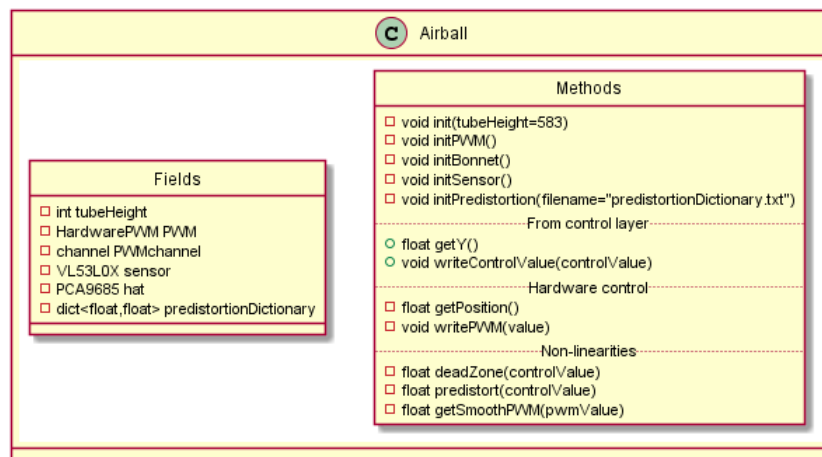 C Airball
Fields
int tubeHeight
HardwarePWM PWM
channel PWMchannel
VL53L0X sensor
PCA9685 hat
dict<float,float> predistortionDictionary
Methods
void init(tubeHeight=583)
void initPWM()
void initBonnet()
void initSensor()
void initPredistortion(filename="predistortionDictionary.txt")
From control layer
float getY()
void writeControlValue(controlValue)
Hardware control
float getPosition()
void writePWM(value)
Non-linearities
float deadZone(controlValue)
float predistort(controlValue)
float getSmoothPWM(pwmValue)